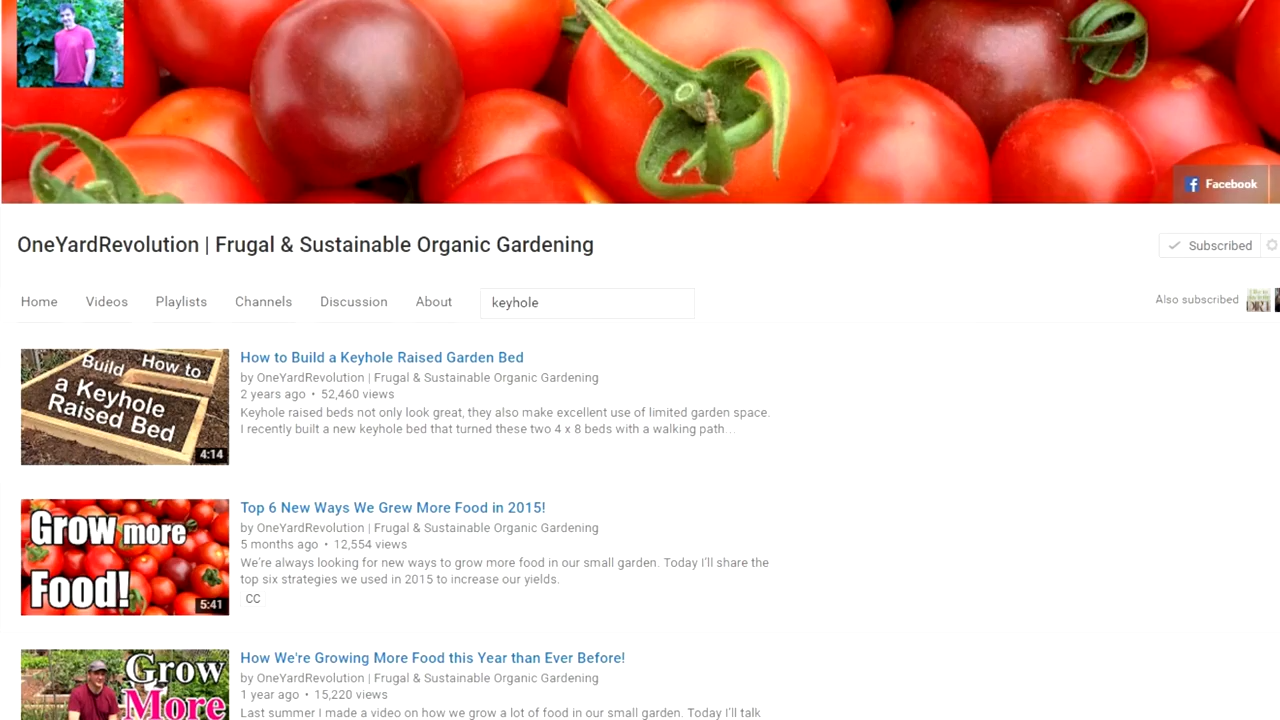 Facebook
OneYardRevolution | Frugal & Sustainable Organic Gardening
Subscribed
Home Videos Playlists Channels Discussion About keyhole
Also subscribed
Build How to
a Keyhole
Raised Bed
4:14
How to Build a Keyhole Raised Garden Bed
by OneYardRevolution | Frugal & Sustainable Organic Gardening
2 years ago • 52,460 views
Keyhole raised beds not only look great, they also make excellent use of limited garden space.
I recently built a new keyhole bed that turned these two 4 x 8 beds with a walking path...
Grow more
Food!
5:41
Top 6 New Ways We Grew More Food in 2015!
by OneYardRevolution | Frugal & Sustainable Organic Gardening
5 months ago • 12,554 views
We're always looking for new ways to grow more food in our small garden. Today I'll share the
top six strategies we used in 2015 to increase our yields.
CC
Grow
More
How We're Growing More Food this Year than Ever Before!
by OneYardRevolution | Frugal & Sustainable Organic Gardening
1 year ago • 15,220 views
Last summer I made a video on how we grow a lot of food in our small garden. Today I'll talk